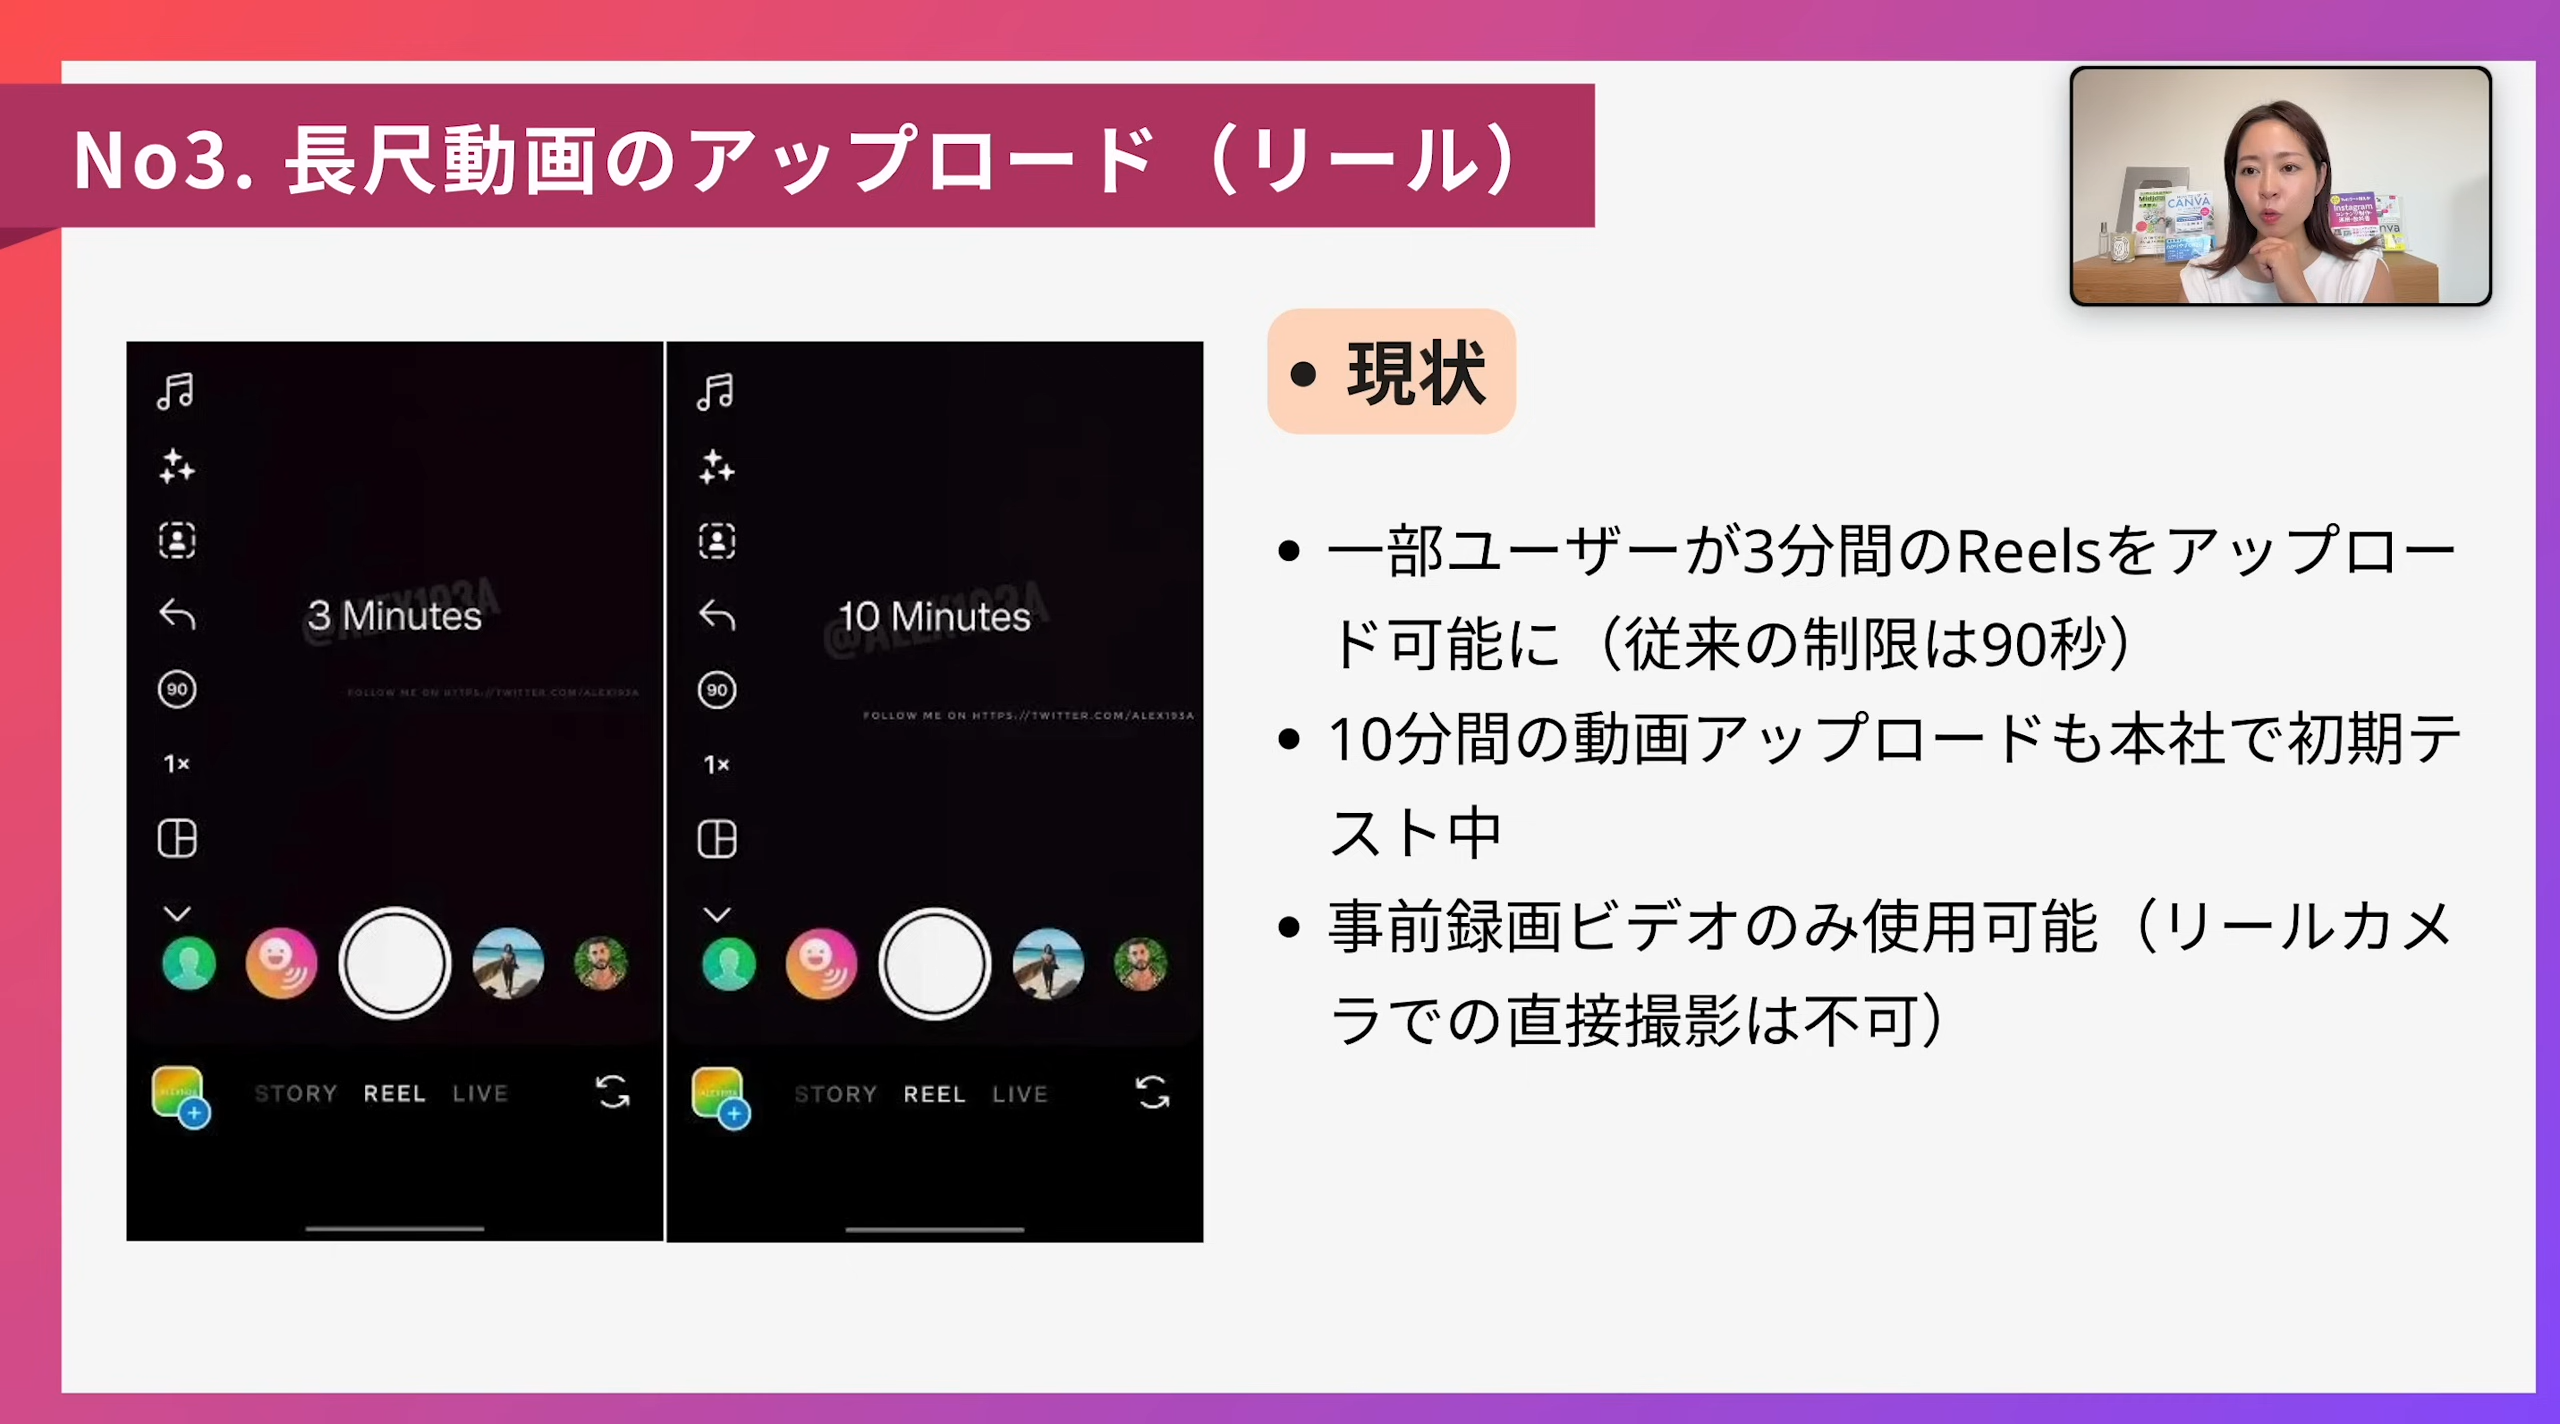 No3. 長尺動画のアップロード（リール）
CANVA
Instagram
3 Minutes
@ALEX193A
90
FOLLOW ME ON HTTPS://TWITTER.COM/ALEX193A
1×
STORY REEL LIVE
10 Minutes
@ALEX193A
90
FOLLOW ME ON HTTPS://TWITTER.COM/ALEX193A
1×
STORY REEL LIVE
• 現状
• 一部ユーザーが3分間のReelsをアップロー
ド可能に（従来の制限は90秒）
• 10分間の動画アップロードも本社で初期テ
スト中
• 事前録画ビデオのみ使用可能（リールカメ
ラでの直接撮影は不可）